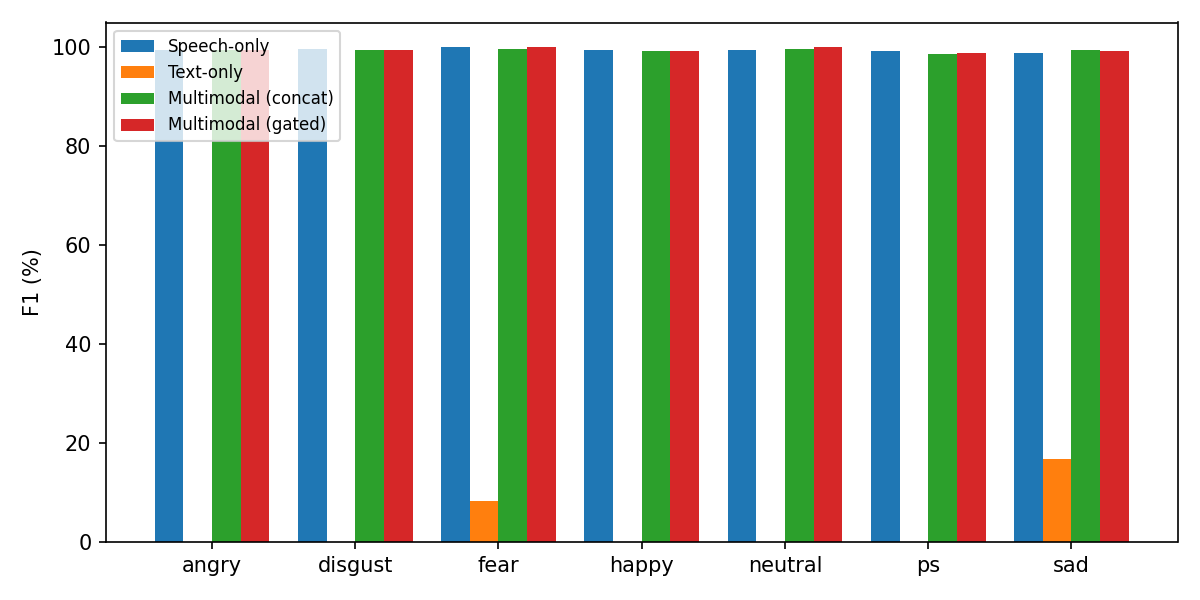 100
80
60
40
20
0
F1 (%)
Speech-only
Text-only
Multimodal (concat)
Multimodal (gated)
angry disgust fear happy neutral ps sad